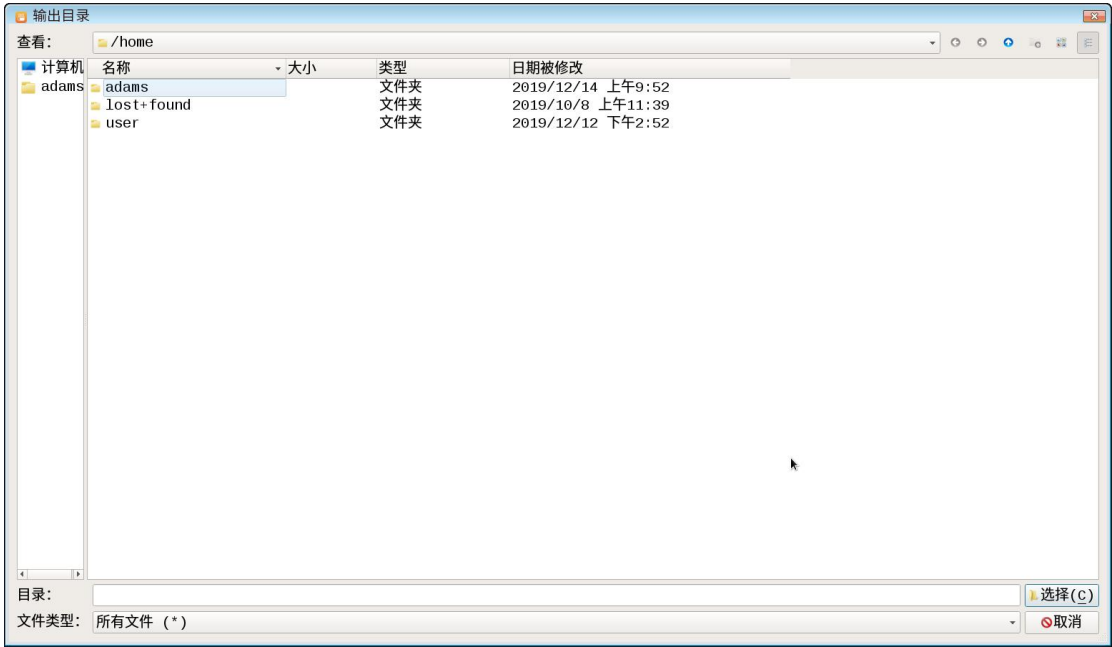 输出目录
查看: /home
计算机 名称 大小 类型 日期被修改
adams adams 文件夹 2019/12/14 上午9:52
lost+found 文件夹 2019/10/8 上午11:39
user 文件夹 2019/12/12 下午2:52
目录: 选择(C)
文件类型: 所有文件 (*) 取消